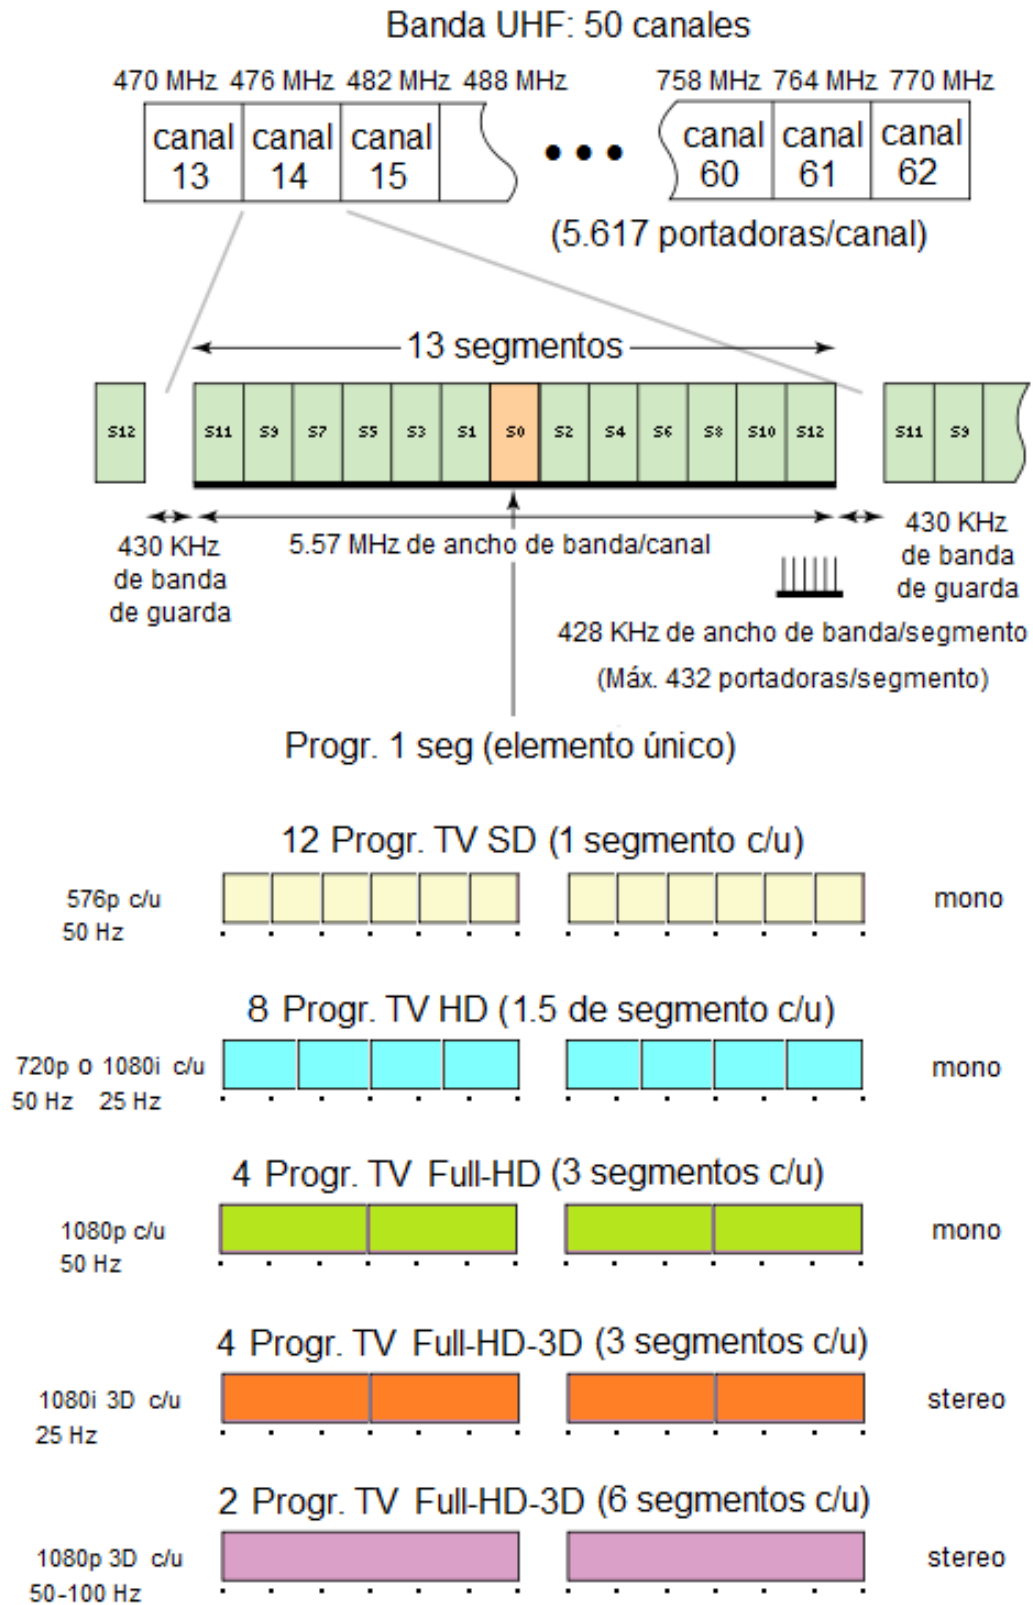 Banda UHF: 50 canales
470 MHz 476 MHz 482 MHz 488 MHz 758 MHz 764 MHz 770 MHz
canal canal canal canal canal canal
13 14 15 60 61 62
(5.617 portadoras/canal)
13 segmentos
S12 S11 S9 S7 S5 S3 S1 S0 S2 S4 S6 S8 S10 S12 S11 S9
430 KHz
de banda
de guarda
5.57 MHz de ancho de banda/canal
430 KHz
de banda
de guarda
428 KHz de ancho de banda/segmento
(Máx. 432 portadoras/segmento)
Progr. 1 seg (elemento único)
12 Progr. TV SD (1 segmento c/u)
576p c/u
50 Hz
mono
8 Progr. TV HD (1.5 de segmento c/u)
720p o 1080i c/u
50 Hz 25 Hz
mono
4 Progr. TV Full-HD (3 segmentos c/u)
1080p c/u
50 Hz
mono
4 Progr. TV Full-HD-3D (3 segmentos c/u)
1080i 3D c/u
25 Hz
stereo
2 Progr. TV Full-HD-3D (6 segmentos c/u)
1080p 3D c/u
50-100 Hz
stereo